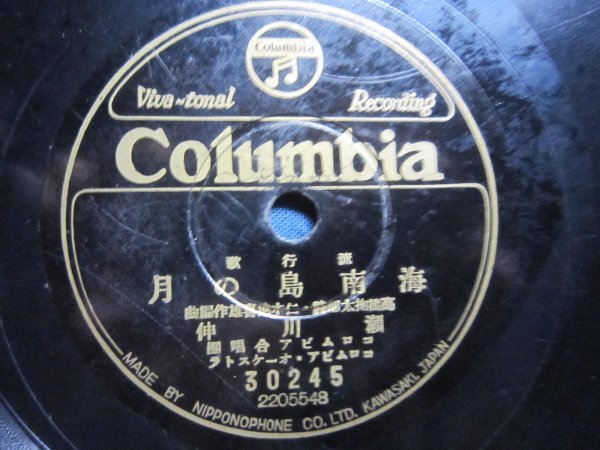 Columbia
Viva-tonal Recording
Columbia
流行歌
海南島の月
高橋掬太郎詩・仁木他喜雄作編曲
瀬川伸
コロムビア合唱團
コロムビア・オーケストラ
30245
2205548
MADE BY NIPPONOPHONE CO. LTD. KAWASAKI, JAPAN